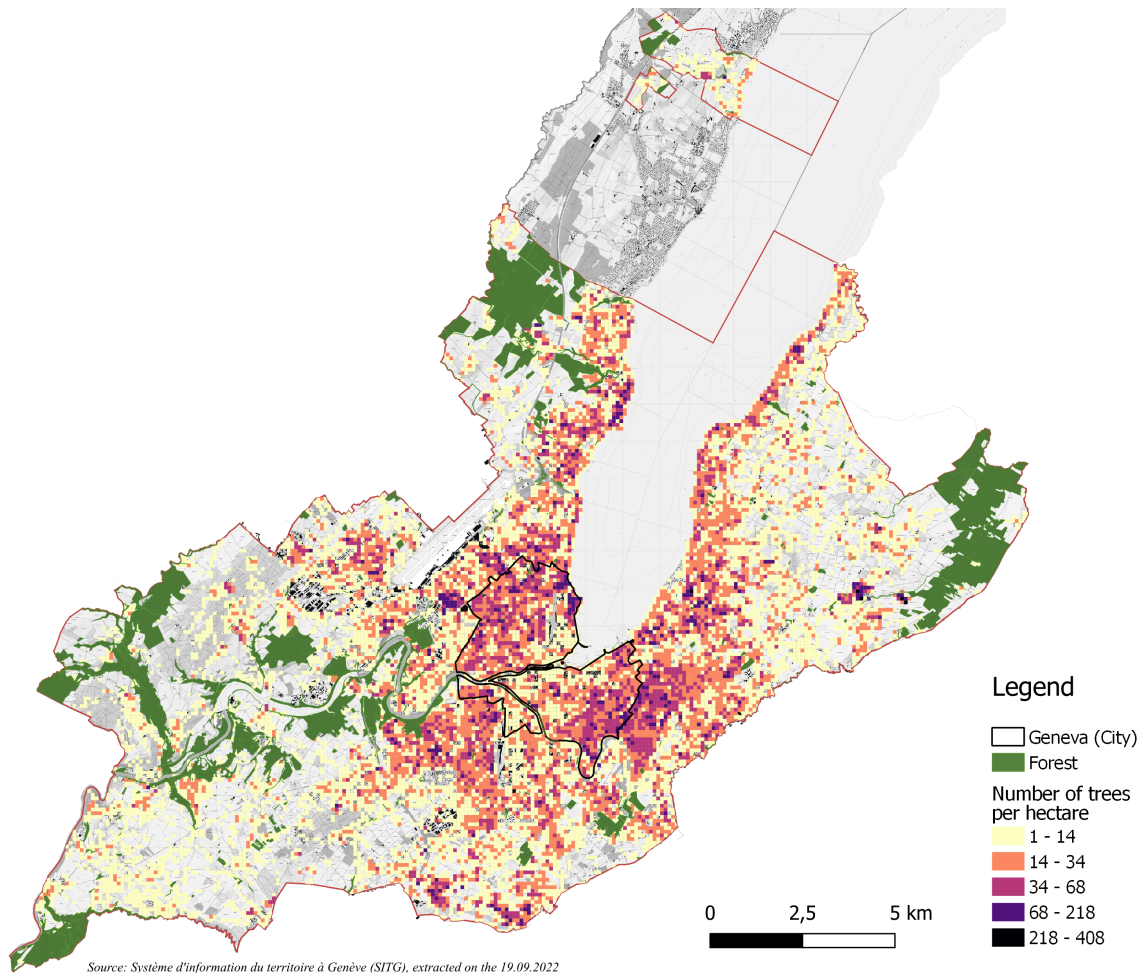 Legend
Geneva (City)
Forest
Number of trees
per hectare
1 - 14
14 - 34
34 - 68
68 - 218
218 - 408
0 2,5 5 km
Source: Système d'information du territoire à Genève (SITG), extracted on the 19.09.2022